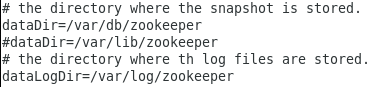 # the directory where the snapshot is stored.
dataDir=/var/db/zookeeper
#dataDir=/var/lib/zookeeper
# the directory where th log files are stored.
dataLogDir=/var/log/zookeeper